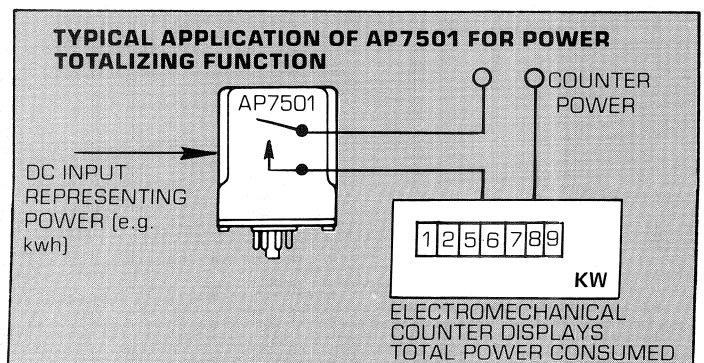 TYPICAL APPLICATION OF AP7501 FOR POWER
TOTALIZING FUNCTION
AP7501
COUNTER
POWER
DC INPUT
REPRESENTING
POWER (e.g.
kwh)
1256789
KW
ELECTROMECHANICAL
COUNTER DISPLAYS
TOTAL POWER CONSUMED